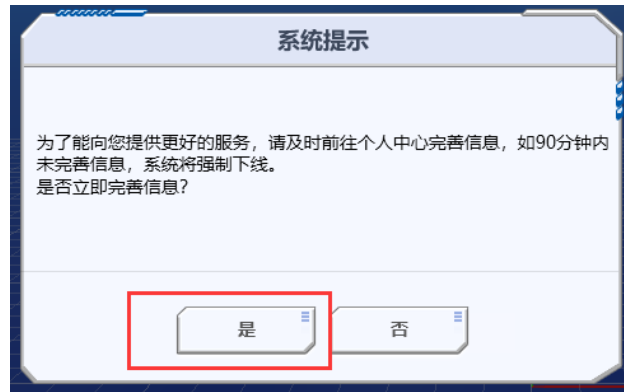 系统提示
为了能向您提供更好的服务，请及时前往个人中心完善信息，如90分钟内
未完善信息，系统将强制下线。
是否立即完善信息？
是
否